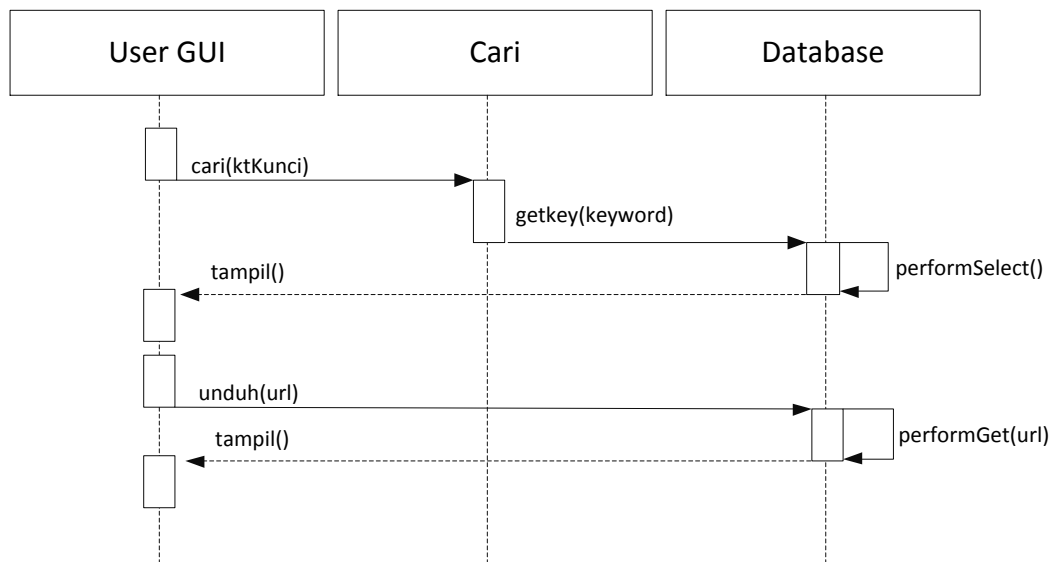 User GUI
Cari
Database
cari(ktKunci)
getkey(keyword)
tampil()
performSelect()
unduh(url)
tampil()
performGet(url)